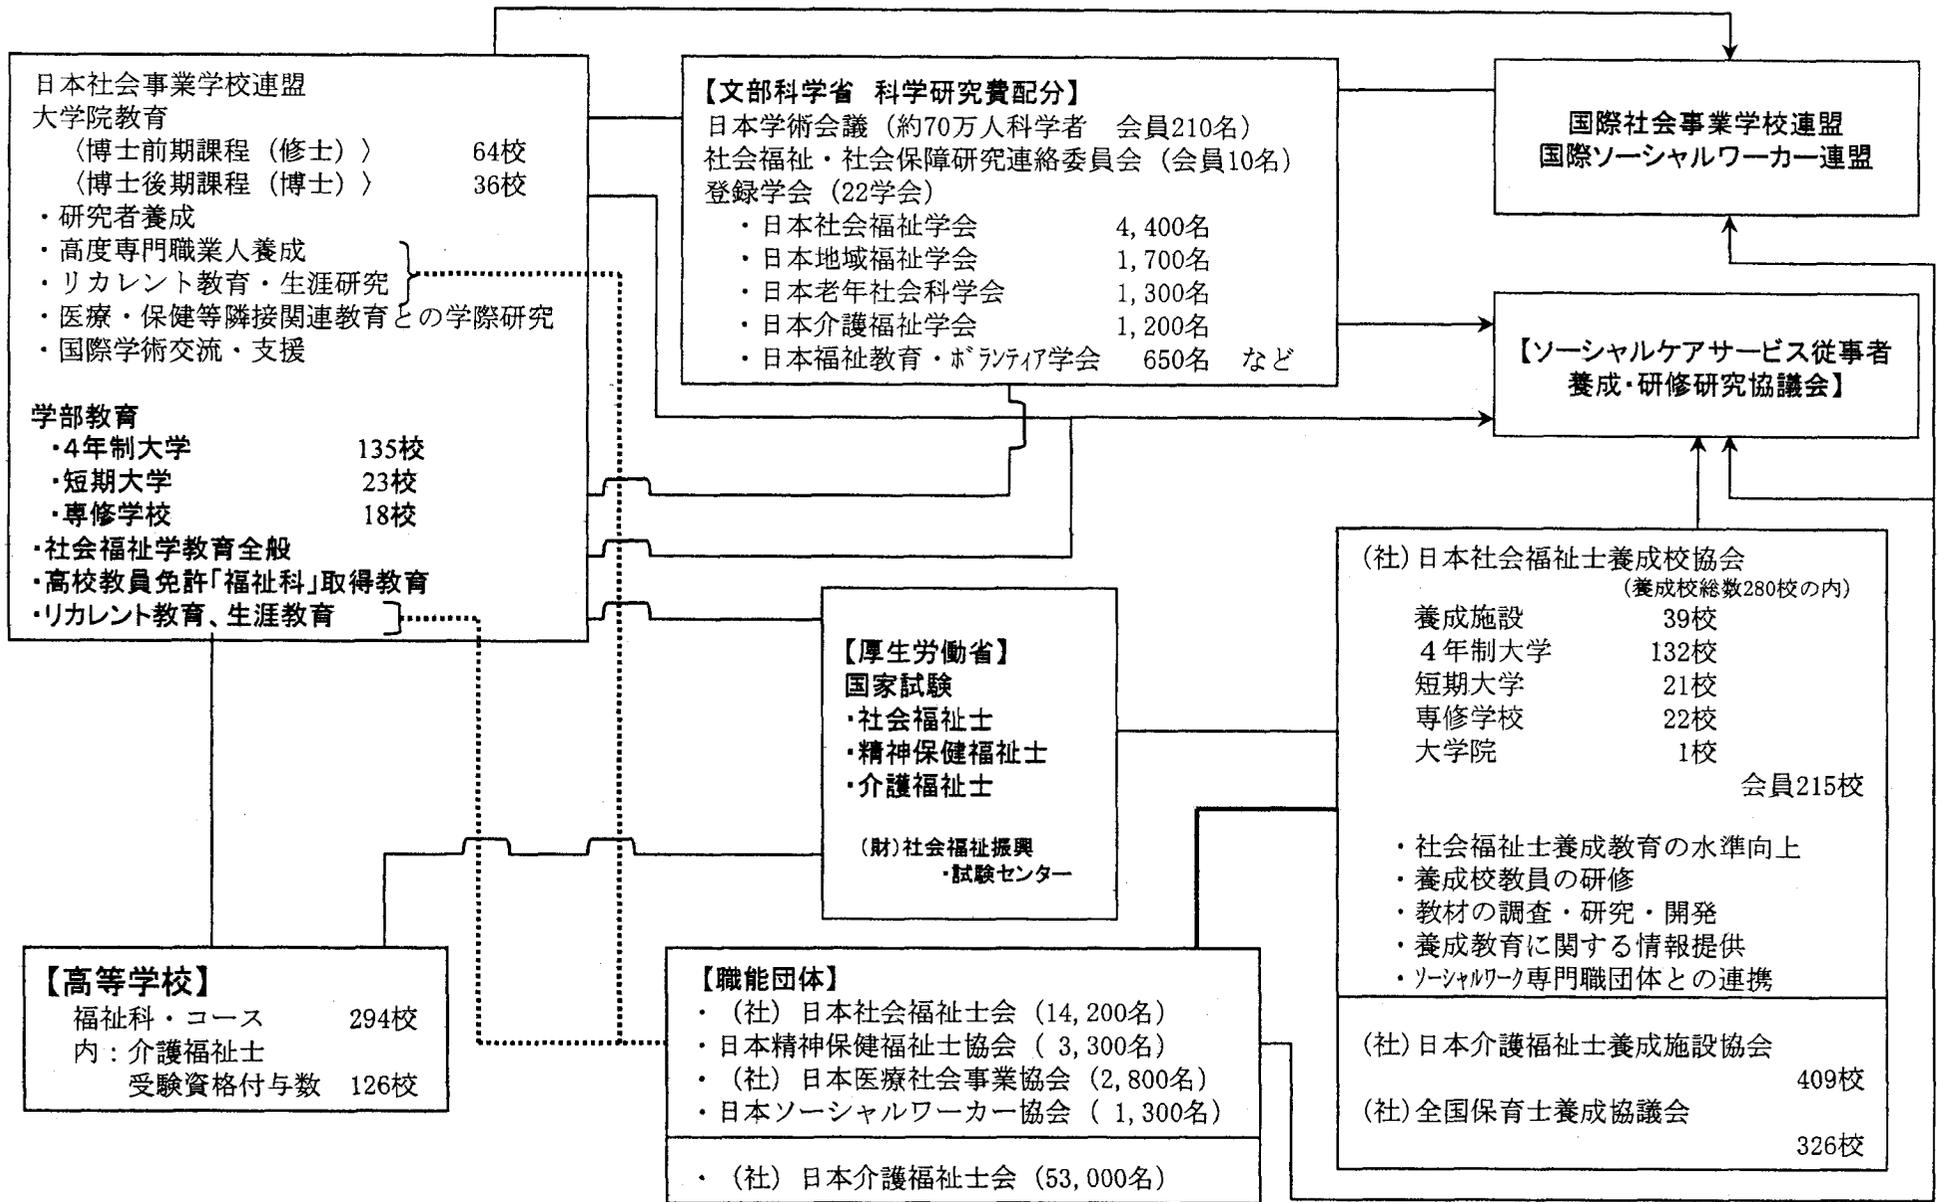 日本社会事業学校連盟
大学院教育
〈博士前期課程（修士）〉 64校
〈博士後期課程（博士）〉 36校
・研究者養成
・高度専門職業人養成
・リカレント教育・生涯研究
・医療・保健等隣接関連教育との学際研究
・国際学術交流・支援
学部教育
・4年制大学 135校
・短期大学 23校
・専修学校 18校
・社会福祉学教育全般
・高校教員免許「福祉科」取得教育
・リカレント教育、生涯教育
【文部科学省 科学研究費配分】
日本学術会議（約70万人科学者 会員210名）
社会福祉・社会保障研究連絡委員会（会員10名）
登録学会（22学会）
・日本社会福祉学会 4,400名
・日本地域福祉学会 1,700名
・日本老年社会科学会 1,300名
・日本介護福祉学会 1,200名
・日本福祉教育・ボランティア学会 650名 など
国際社会事業学校連盟
国際ソーシャルワーカー連盟
【ソーシャルケアサービス従事者
養成・研修研究協議会】
【厚生労働省】
国家試験
・社会福祉士
・精神保健福祉士
・介護福祉士
（財）社会福祉振興
・試験センター
（社）日本社会福祉士養成校協会
（養成校総数280校の内）
養成施設 39校
４年制大学 132校
短期大学 21校
専修学校 22校
大学院 1校
会員215校
・社会福祉士養成教育の水準向上
・養成校教員の研修
・教材の調査・研究・開発
・養成教育に関する情報提供
・ソーシャルワーク専門職団体との連携
（社）日本介護福祉士養成施設協会
409校
（社）全国保育士養成協議会
326校
【高等学校】
福祉科・コース 294校
内：介護福祉士
受験資格付与数 126校
【職能団体】
・（社）日本社会福祉士会（14,200名）
・日本精神保健福祉士協会（ 3,300名）
・（社）日本医療社会事業協会（2,800名）
・日本ソーシャルワーカー協会（ 1,300名）
・（社）日本介護福祉士会（53,000名）